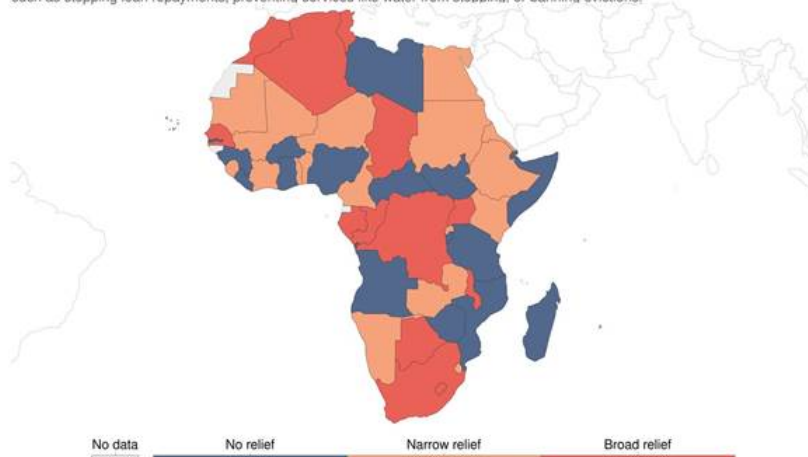 such as stopping loan repayments, preventing services like water from stopping, or banning evictions.
No data No relief Narrow relief Broad relief